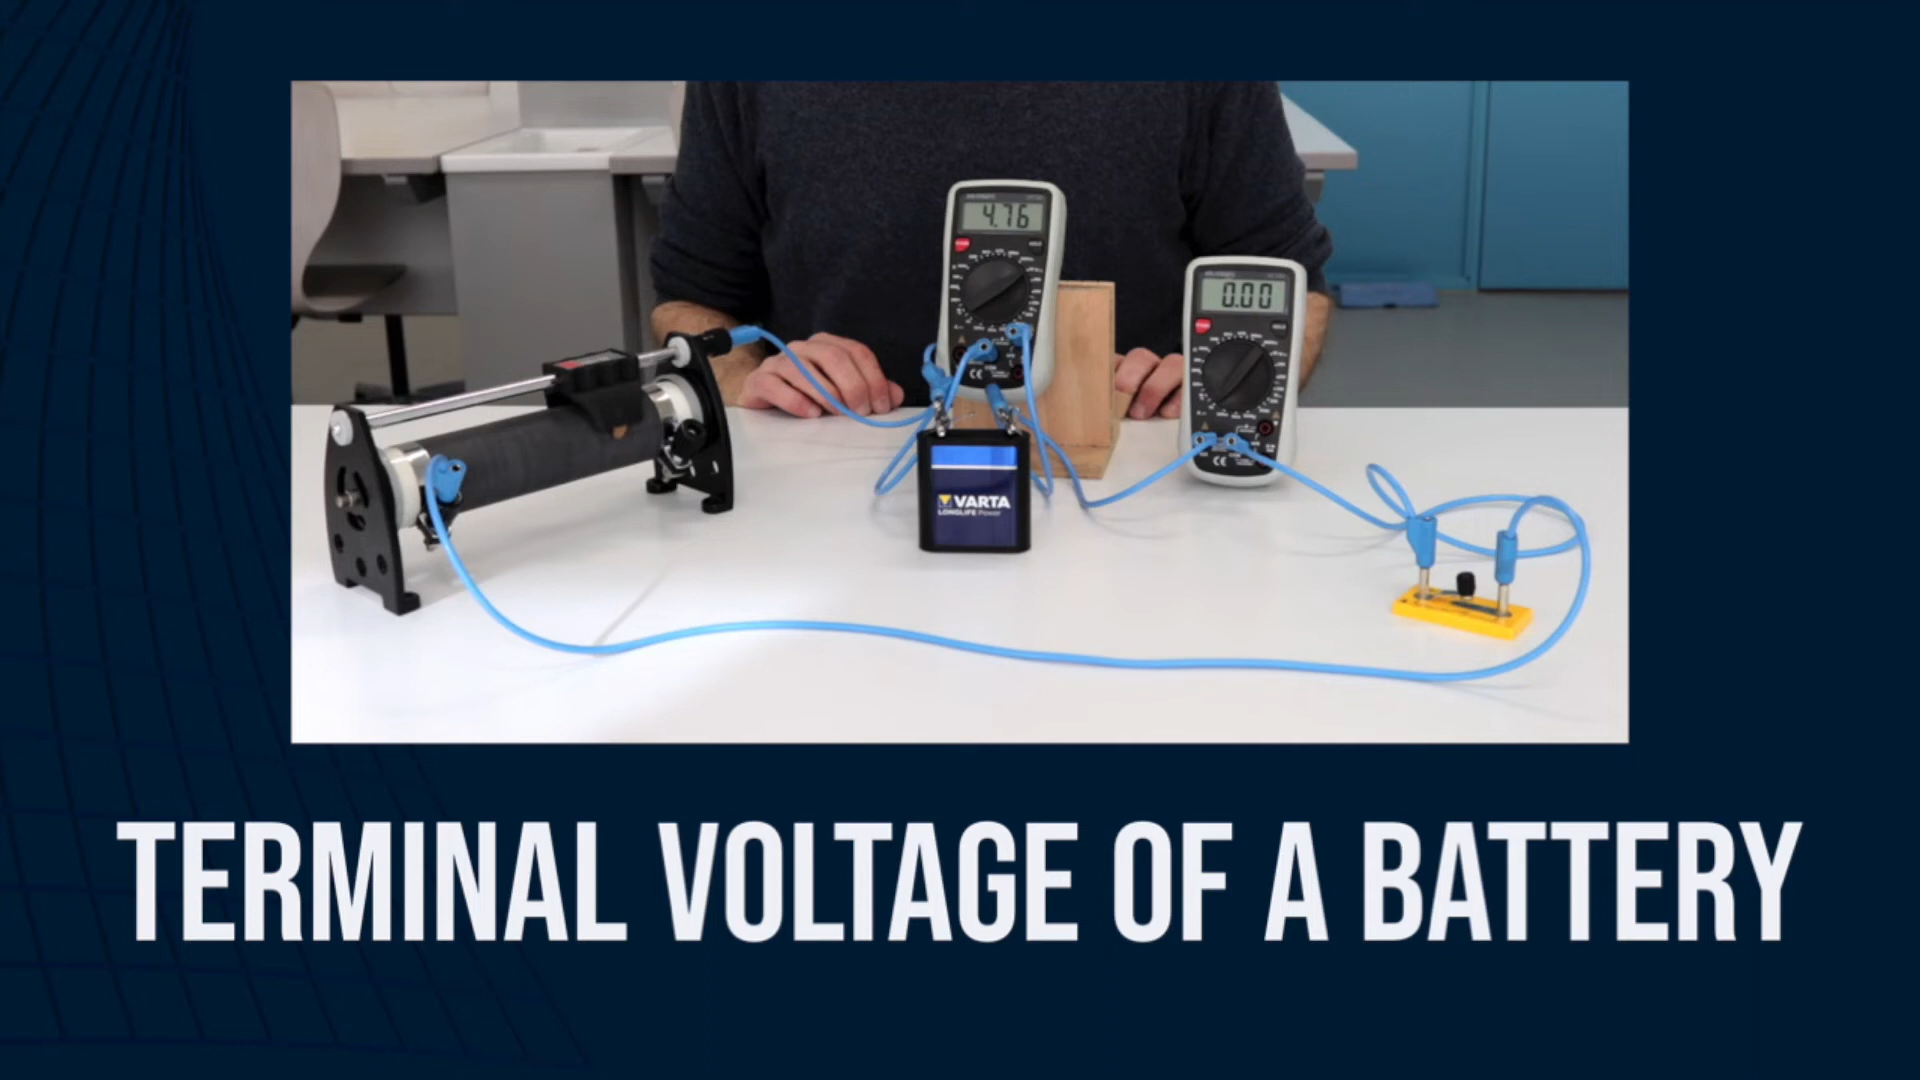 4.76
0.00
VARTA
LONGLIFE Power
TERMINAL VOLTAGE OF A BATTERY